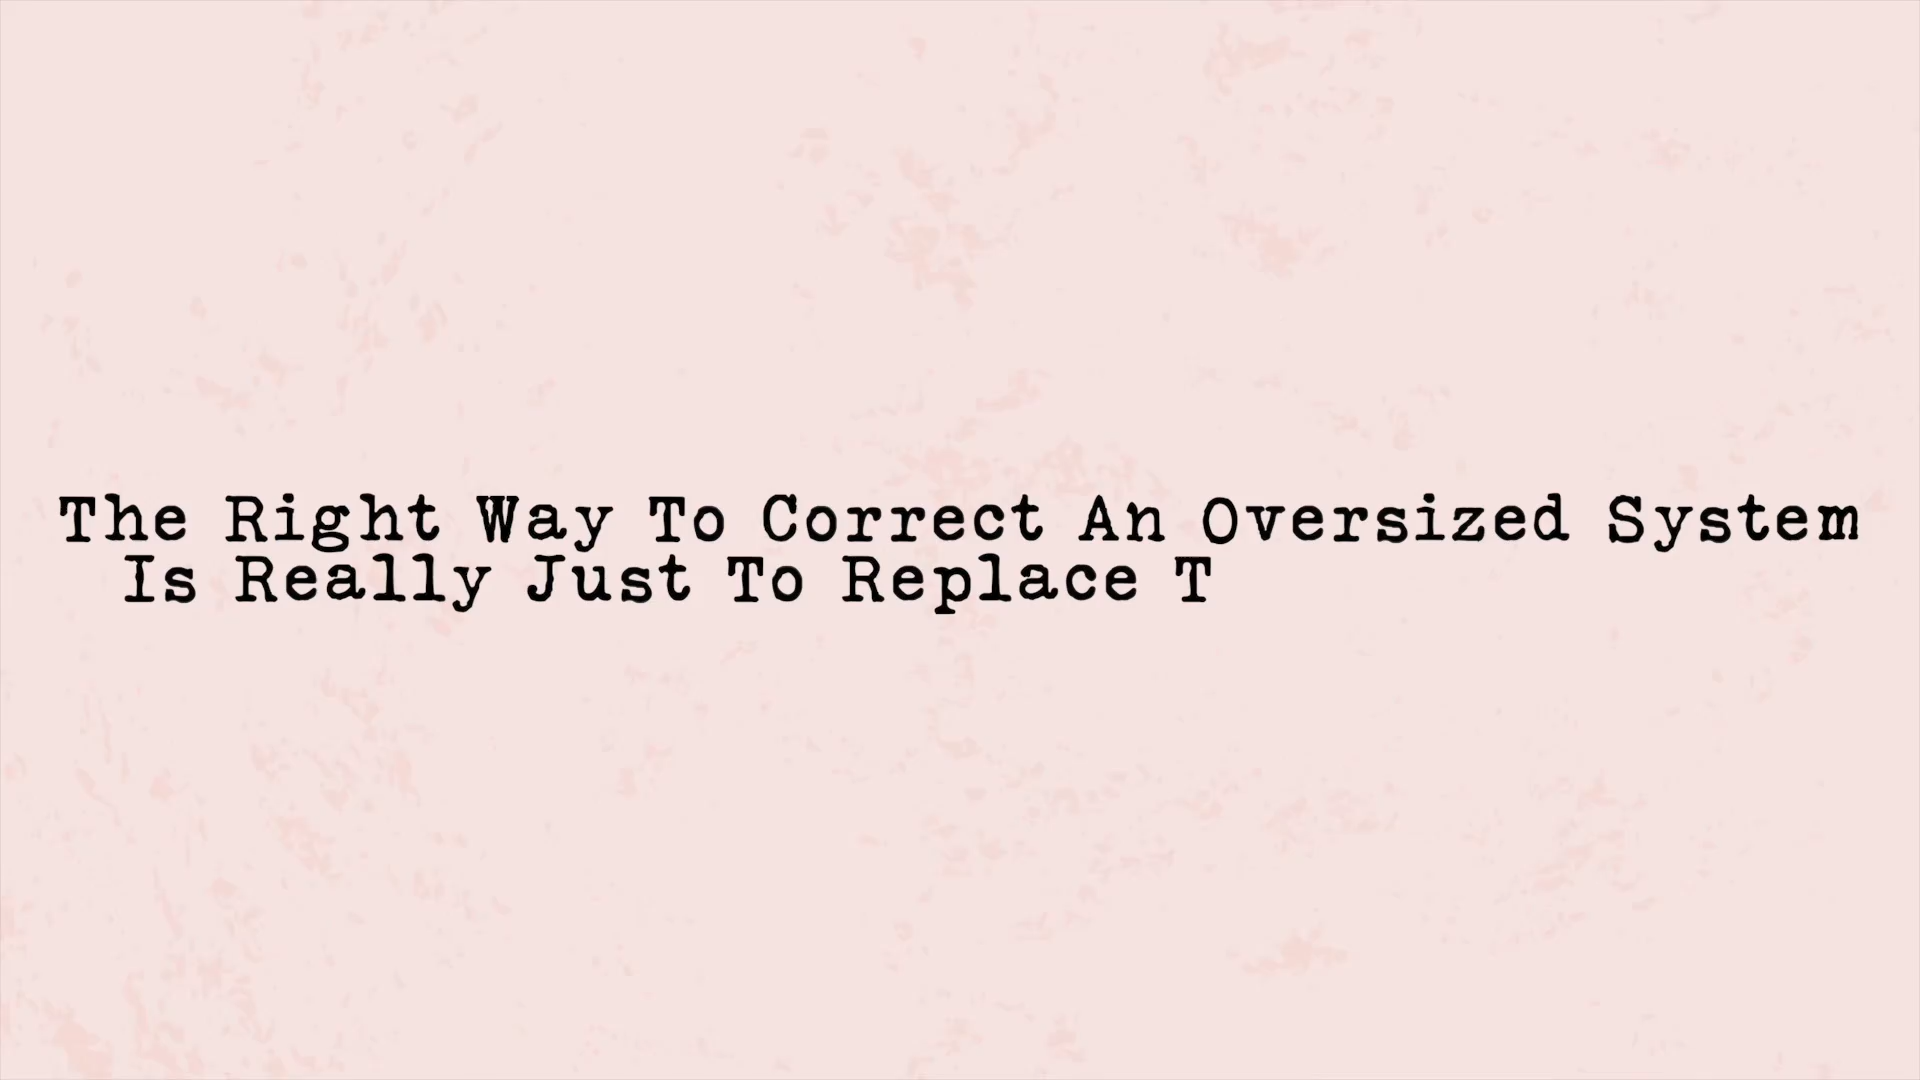 The Right Way To Correct An Oversized System
Is Really Just To Replace T